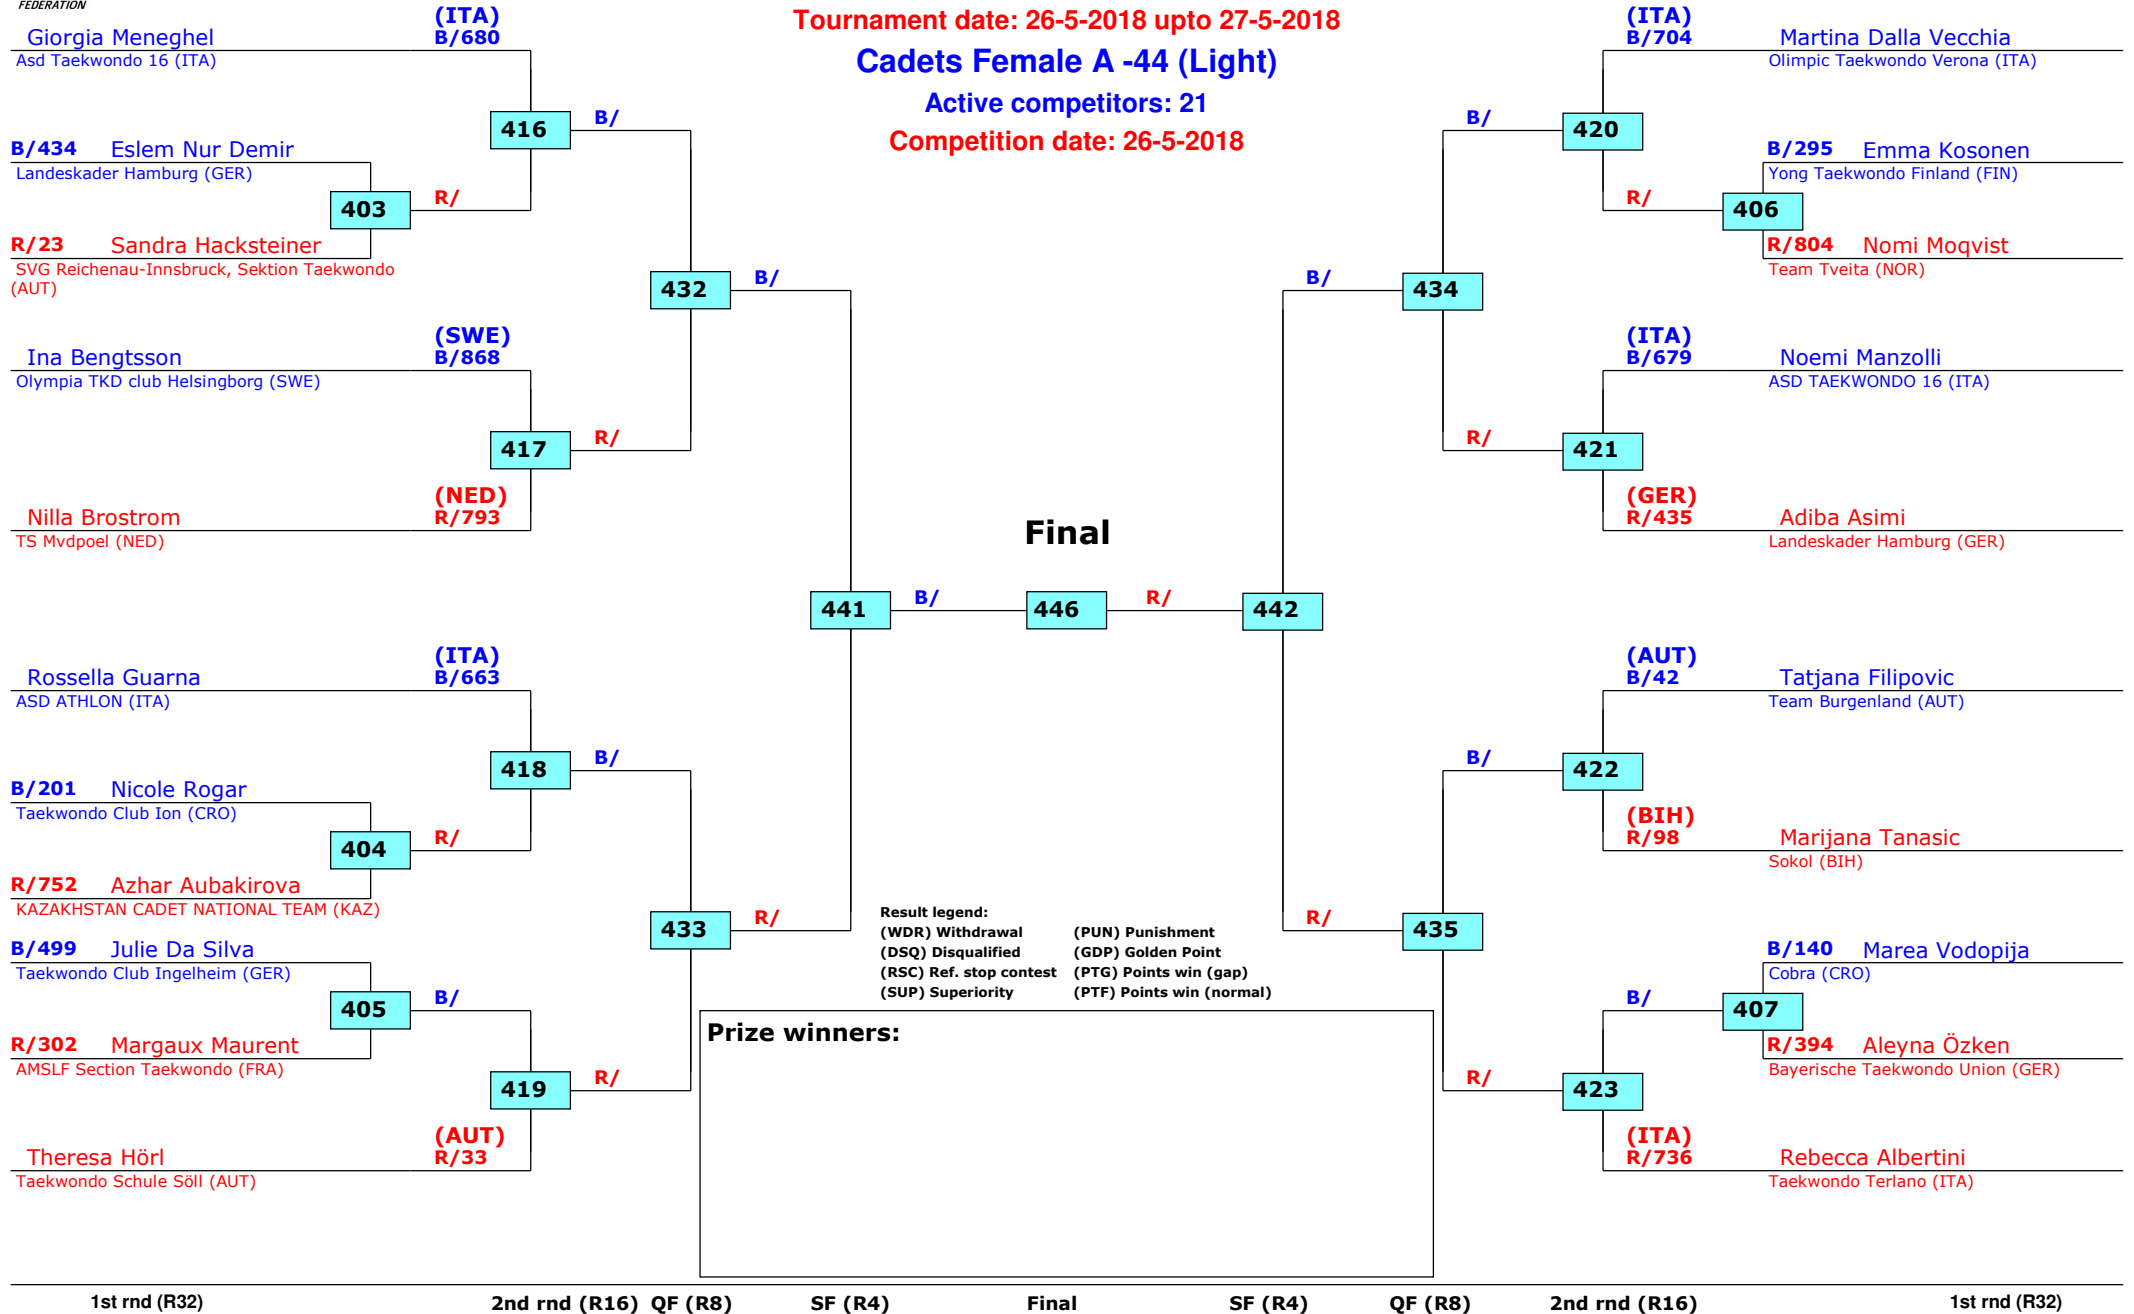 FEDERATION
Tournament date: 26-5-2018 upto 27-5-2018
Cadets Female A -44 (Light)
Active competitors: 21
Competition date: 26-5-2018
(ITA)
Giorgia Meneghel B/680
Asd Taekwondo 16 (ITA)
416 B/
B/434 Eslem Nur Demir
Landeskader Hamburg (GER)
403 R/
R/23 Sandra Hacksteiner
SVG Reichenau-Innsbruck, Sektion Taekwondo
(AUT)
432 B/
(SWE)
Ina Bengtsson B/868
Olympia TKD club Helsingborg (SWE)
417 R/
(NED)
Nilla Brostrom R/793
TS Mvdpoel (NED)
441 B/
(ITA)
Rossella Guarna B/663
ASD ATHLON (ITA)
418 B/
B/201 Nicole Rogar
Taekwondo Club Ion (CRO)
404 R/
R/752 Azhar Aubakirova
KAZAKHSTAN CADET NATIONAL TEAM (KAZ)
433 R/
B/499 Julie Da Silva
Taekwondo Club Ingelheim (GER)
405 B/
R/302 Margaux Maurent
AMSLF Section Taekwondo (FRA)
419 R/
(AUT)
Theresa Hörl R/33
Taekwondo Schule Söll (AUT)
Final
446 R/
442
(ITA)
B/704 Martina Dalla Vecchia
Olimpic Taekwondo Verona (ITA)
B/ 420
B/295 Emma Kosonen
Yong Taekwondo Finland (FIN)
R/ 406
R/804 Nomi Moqvist
Team Tveita (NOR)
B/ 434
(ITA)
B/679 Noemi Manzolli
ASD TAEKWONDO 16 (ITA)
R/ 421
(GER)
R/435 Adiba Asimi
Landeskader Hamburg (GER)
(AUT)
B/42 Tatjana Filipovic
Team Burgenland (AUT)
B/ 422
(BIH)
R/98 Marijana Tanasic
Sokol (BIH)
R/ 435
B/140 Marea Vodopija
Cobra (CRO)
B/ 407
R/394 Aleyna Özken
Bayerische Taekwondo Union (GER)
R/ 423
(ITA)
R/736 Rebecca Albertini
Taekwondo Terlano (ITA)
Result legend:
(WDR) Withdrawal (PUN) Punishment
(DSQ) Disqualified (GDP) Golden Point
(RSC) Ref. stop contest (PTG) Points win (gap)
(SUP) Superiority (PTF) Points win (normal)
Prize winners:
1st rnd (R32) 2nd rnd (R16) QF (R8) SF (R4) Final SF (R4) QF (R8) 2nd rnd (R16) 1st rnd (R32)